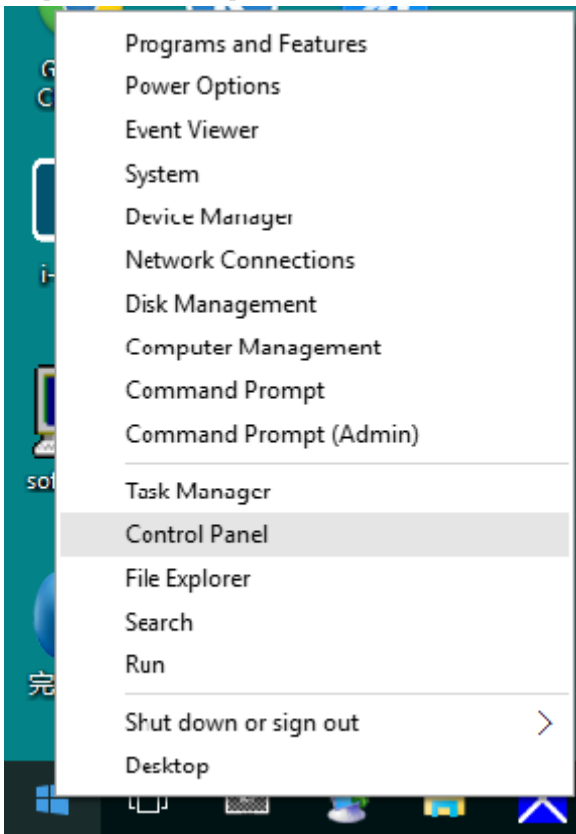 Programs and Features
Power Options
Event Viewer
System
Device Manager
Network Connections
Disk Management
Computer Management
Command Prompt
Command Prompt (Admin)
Task Manager
Control Panel
File Explorer
Search
Run
Shut down or sign out
Desktop